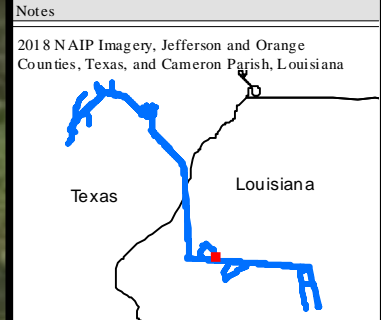 Notes
2018 NAIP Imagery, Jefferson and Orange
Counties, Texas, and Cameron Parish, Louisiana
Louisiana
Texas